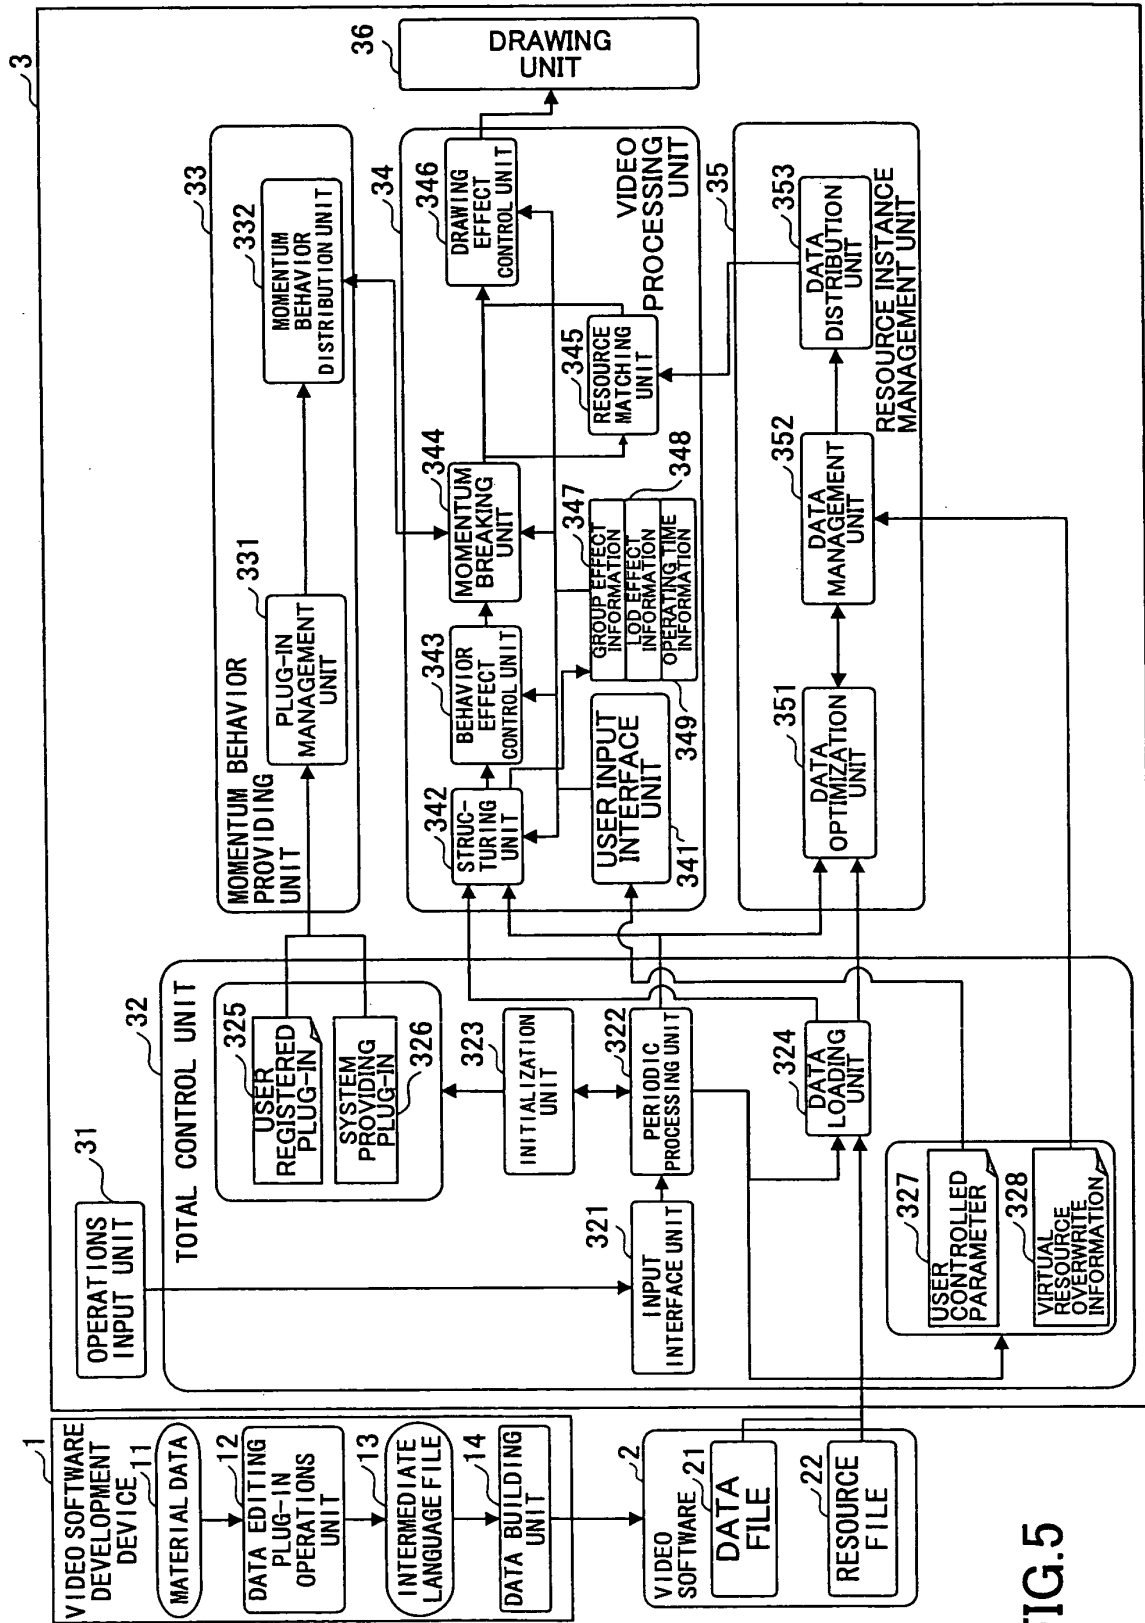 1
VIDEO SOFTWARE
DEVELOPMENT
DEVICE
11
MATERIAL DATA
12
DATA EDITING
PLUG-IN
OPERATIONS
UNIT
13
INTERMEDIATE
LANGUAGE FILE
14
DATA BUILDING
UNIT
2
VIDEO
SOFTWARE
21
DATA
FILE
22
RESOURCE
FILE
3
31
OPERATIONS
INPUT UNIT
32
TOTAL CONTROL UNIT
325
USER
REGISTERED
PLUG-IN
SYSTEM
PROVIDING
PLUG-IN
326
323
INITIALIZATION
UNIT
322
PERIODIC
PROCESSING UNIT
321
INPUT
INTERFACE UNIT
324
DATA
LOADING
UNIT
327
USER
CONTROLLED
PARAMETER
328
VIRTUAL
RESOURCE
OVERWRITE
INFORMATION
33
MOMENTUM BEHAVIOR
PROVIDING
UNIT
331
PLUG-IN
MANAGEMENT
UNIT
332
MOMENTUM
BEHAVIOR
DISTRIBUTION UNIT
34
342
STRUC-
TURING
UNIT
343
BEHAVIOR
EFFECT
CONTROL UNIT
344
MOMENTUM
BREAKING
UNIT
346
DRAWING
EFFECT
CONTROL UNIT
345
RESOURCE
MATCHING
UNIT
USER INPUT
INTERFACE
UNIT
341
347
GROUP EFFECT
INFORMATION
348
LOD EFFECT
INFORMATION
OPERATING TIME
INFORMATION
349
VIDEO
PROCESSING
UNIT
35
351
DATA
OPTIMIZATION
UNIT
352
DATA
MANAGEMENT
UNIT
353
DATA
DISTRIBUTION
UNIT
RESOURCE INSTANCE
MANAGEMENT UNIT
36
DRAWING
UNIT
FIG.5